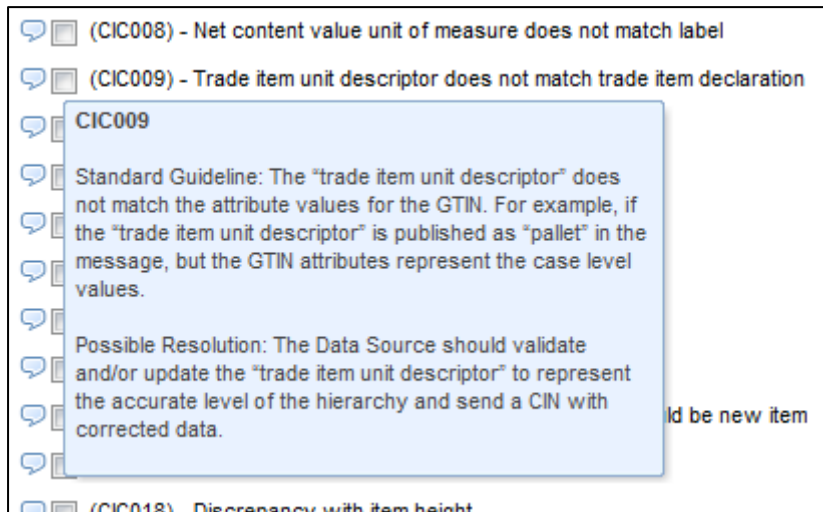 (CIC008) - Net content value unit of measure does not match label
(CIC009) - Trade item unit descriptor does not match trade item declaration
CIC009
Standard Guideline: The “trade item unit descriptor” does
not match the attribute values for the GTIN. For example, if
the “trade item unit descriptor” is published as “pallet” in the
message, but the GTIN attributes represent the case level
values.
Possible Resolution: The Data Source should validate
and/or update the “trade item unit descriptor” to represent
the accurate level of the hierarchy and send a CIN with
corrected data.
be new item
(CIC018) - Discrepancy with item height